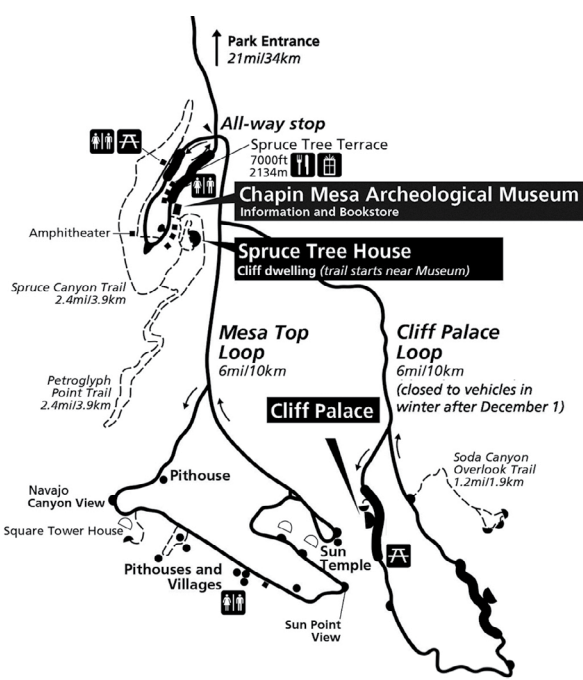 Park Entrance
21mi/34km
All-way stop
Spruce Tree Terrace
7000ft
2134m
Chapin Mesa Archeological Museum
Information and Bookstore
Amphitheater
Spruce Tree House
Cliff dwelling (trail starts near Museum)
Spruce Canyon Trail
2.4mi/3.9km
Mesa Top
Loop
6mi/10km
Cliff Palace
Loop
6mi/10km
(closed to vehicles in
winter after December 1)
Petroglyph
Point Trail
2.4mi/3.9km
Cliff Palace
Soda Canyon
Overlook Trail
1.2mi/1.9km
Pithouse
Navajo
Canyon View
Square Tower House
Pithouses and
Villages
Sun
Temple
Sun Point
View